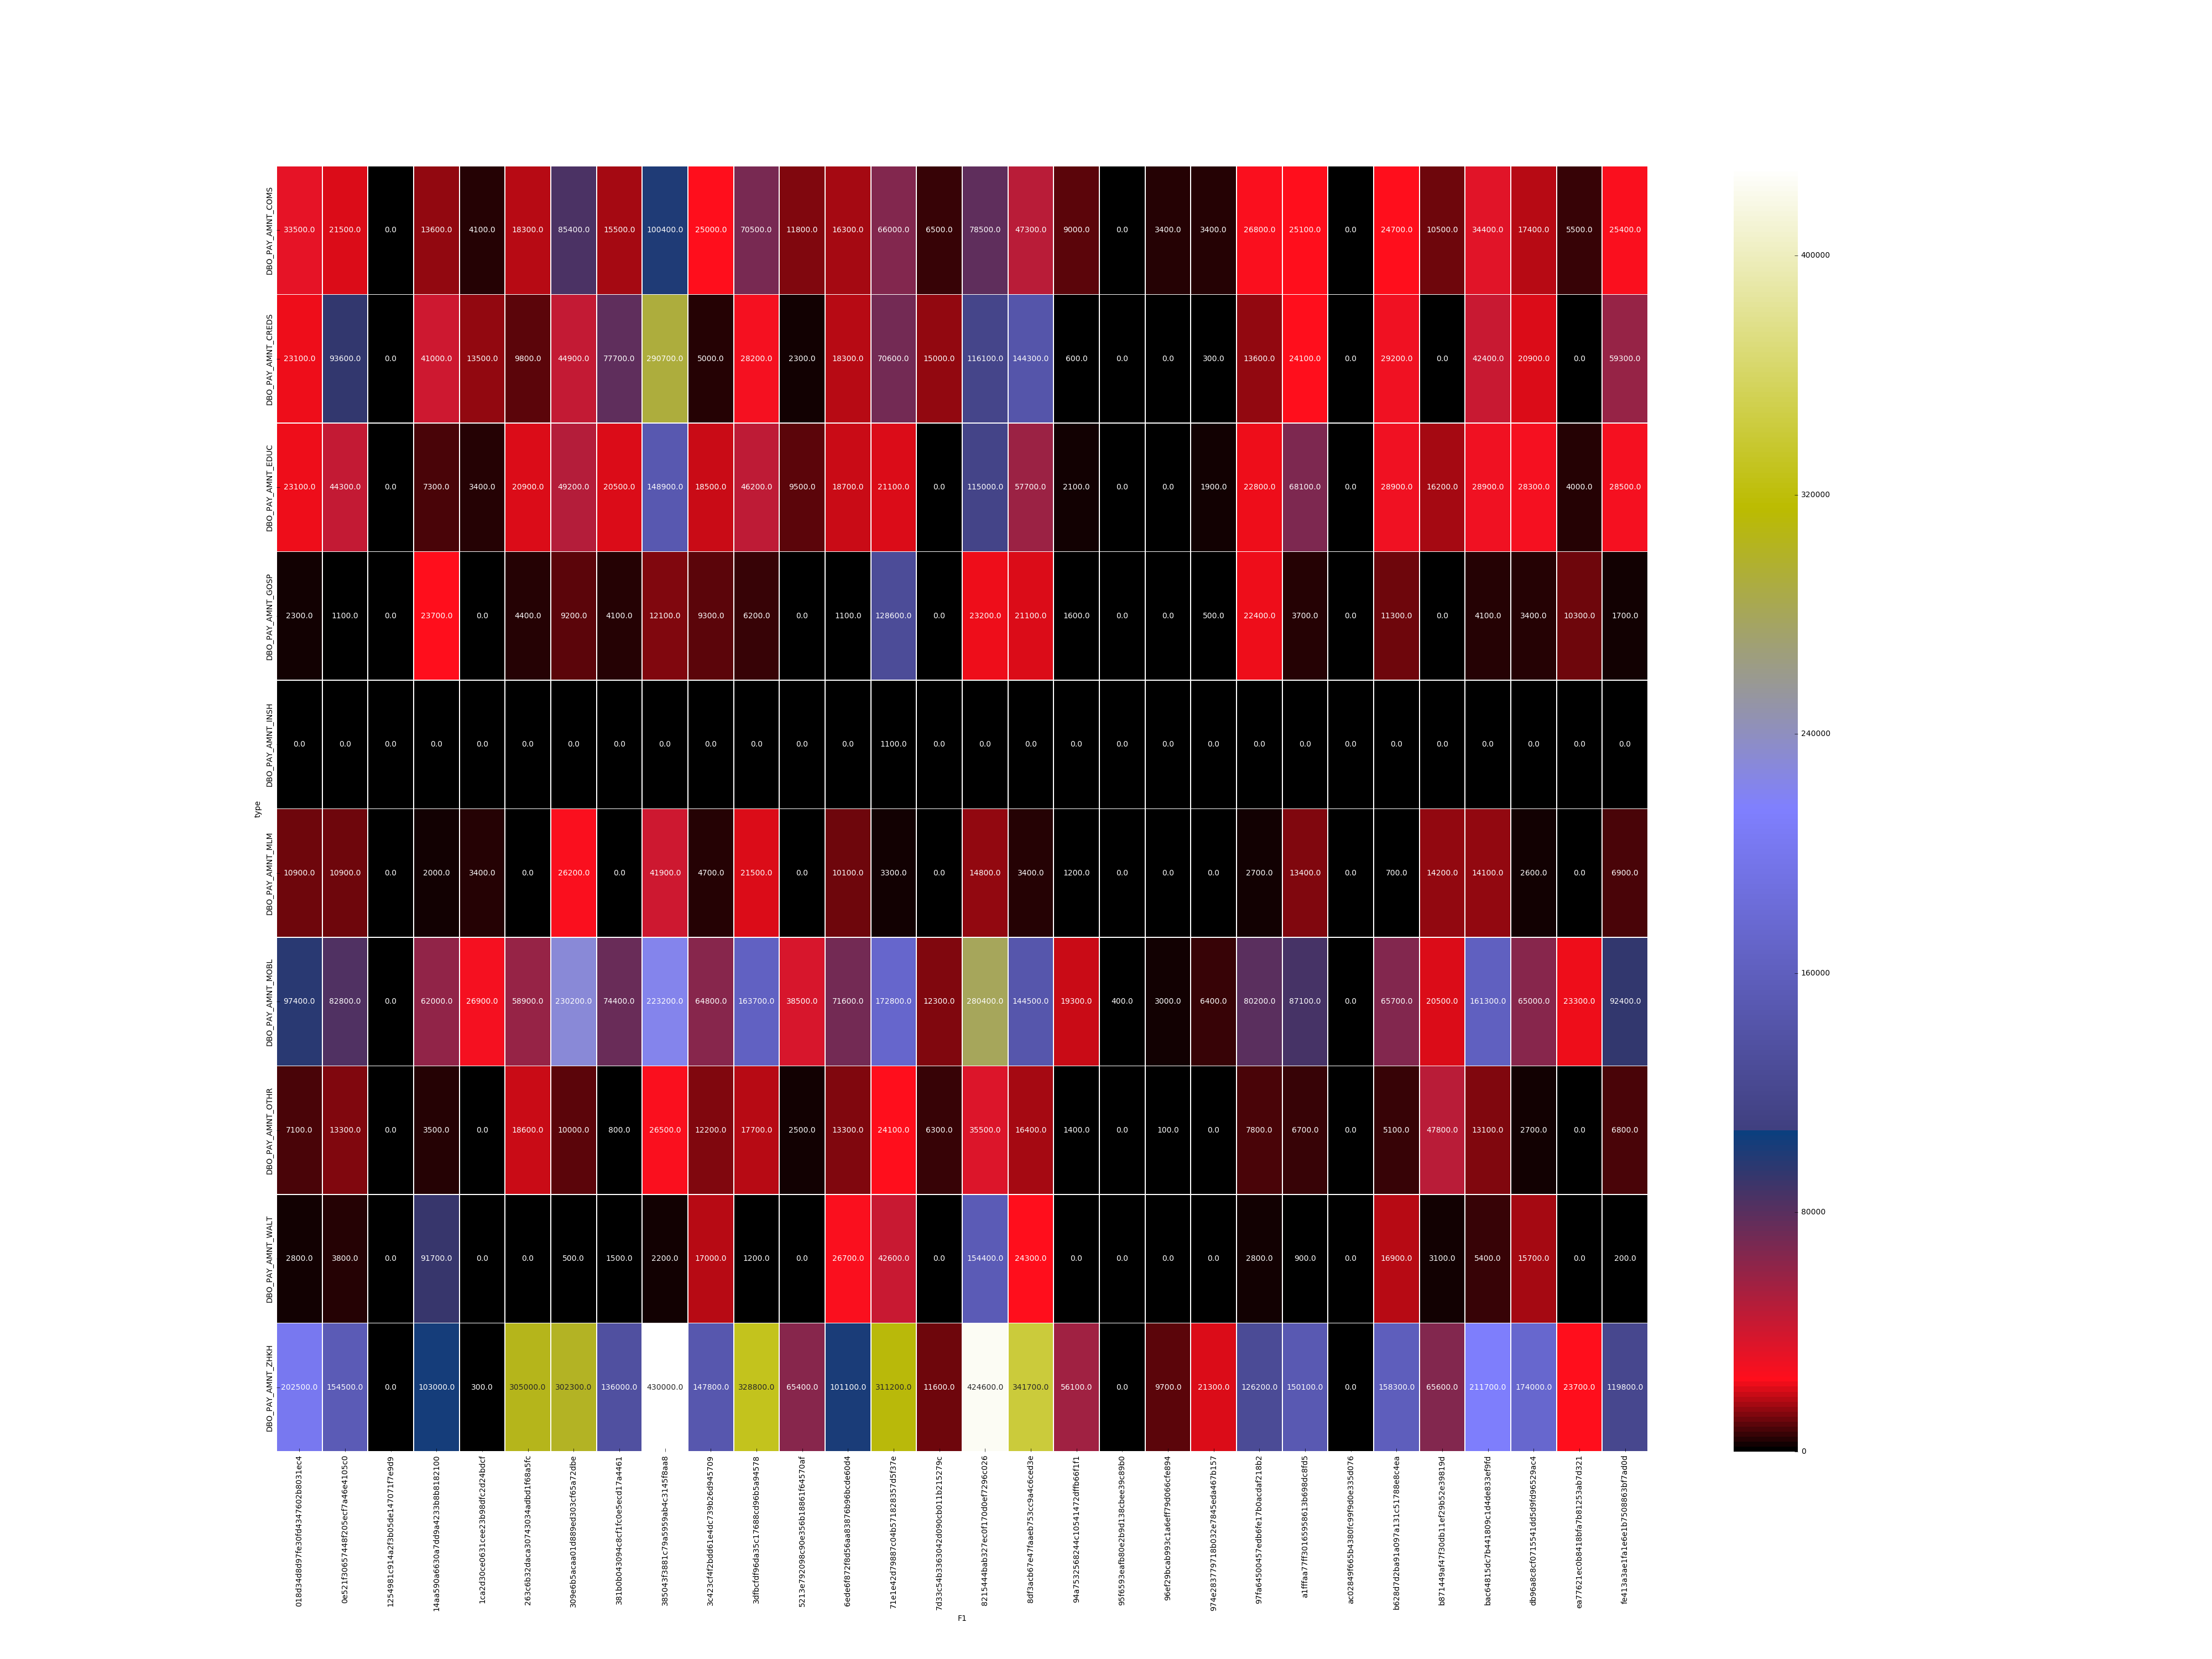 DBO_PAY_AMNT_COMS
33500.0 21500.0 0.0 13600.0 4100.0 18300.0 85400.0 15500.0 100400.0 25000.0 70500.0 11800.0 16300.0 66000.0 6500.0 78500.0 47300.0 9000.0 0.0 3400.0 3400.0 26800.0 25100.0 0.0 24700.0 10500.0 34400.0 17400.0 5500.0 25400.0
DBO_PAY_AMNT_CREDS
23100.0 93600.0 0.0 41000.0 13500.0 9800.0 44900.0 77700.0 290700.0 5000.0 28200.0 2300.0 18300.0 70600.0 15000.0 116100.0 144300.0 600.0 0.0 0.0 300.0 13600.0 24100.0 0.0 29200.0 0.0 42400.0 20900.0 0.0 59300.0
DBO_PAY_AMNT_EDUC
23100.0 44300.0 0.0 7300.0 3400.0 20900.0 49200.0 20500.0 148900.0 18500.0 46200.0 9500.0 18700.0 21100.0 0.0 115000.0 57700.0 2100.0 0.0 0.0 1900.0 22800.0 68100.0 0.0 28900.0 16200.0 28900.0 28300.0 4000.0 28500.0
DBO_PAY_AMNT_GOSP
2300.0 1100.0 0.0 23700.0 0.0 4400.0 9200.0 4100.0 12100.0 9300.0 6200.0 0.0 1100.0 128600.0 0.0 23200.0 21100.0 1600.0 0.0 0.0 500.0 22400.0 3700.0 0.0 11300.0 0.0 4100.0 3400.0 10300.0 1700.0
DBO_PAY_AMNT_INSH
0.0 0.0 0.0 0.0 0.0 0.0 0.0 0.0 0.0 0.0 0.0 0.0 0.0 1100.0 0.0 0.0 0.0 0.0 0.0 0.0 0.0 0.0 0.0 0.0 0.0 0.0 0.0 0.0 0.0 0.0
type
DBO_PAY_AMNT_MLM
10900.0 10900.0 0.0 2000.0 3400.0 0.0 26200.0 0.0 41900.0 4700.0 21500.0 0.0 10100.0 3300.0 0.0 14800.0 3400.0 1200.0 0.0 0.0 0.0 2700.0 13400.0 0.0 700.0 14200.0 14100.0 2600.0 0.0 6900.0
DBO_PAY_AMNT_MOBL
97400.0 82800.0 0.0 62000.0 26900.0 58900.0 230200.0 74400.0 223200.0 64800.0 163700.0 38500.0 71600.0 172800.0 12300.0 280400.0 144500.0 19300.0 400.0 3000.0 6400.0 80200.0 87100.0 0.0 65700.0 20500.0 161300.0 65000.0 23300.0 92400.0
DBO_PAY_AMNT_OTHR
7100.0 13300.0 0.0 3500.0 0.0 18600.0 10000.0 800.0 26500.0 12200.0 17700.0 2500.0 13300.0 24100.0 6300.0 35500.0 16400.0 1400.0 0.0 100.0 0.0 7800.0 6700.0 0.0 5100.0 47800.0 13100.0 2700.0 0.0 6800.0
DBO_PAY_AMNT_WALT
2800.0 3800.0 0.0 91700.0 0.0 0.0 500.0 1500.0 2200.0 17000.0 1200.0 0.0 26700.0 42600.0 0.0 154400.0 24300.0 0.0 0.0 0.0 0.0 2800.0 900.0 0.0 16900.0 3100.0 5400.0 15700.0 0.0 200.0
DBO_PAY_AMNT_ZHKH
202500.0 154500.0 0.0 103000.0 300.0 305000.0 302300.0 136000.0 430000.0 147800.0 328800.0 65400.0 101100.0 311200.0 11600.0 424600.0 341700.0 56100.0 0.0 9700.0 21300.0 126200.0 150100.0 0.0 158300.0 65600.0 211700.0 174000.0 23700.0 119800.0
018d34d8d97fe30fd4347602b8031ec4
0e521f30657448f205ecf7a46e4105c0
1254981c914a2f3b05de147071f7e9d9
14aa590a6630a7dd9a4233b8b8182100
1ca2d30ce0631cee23b98dfc2d24bdcf
263c6b32daca30743034adbd1f68a5fc
309e6b5acaa01d889ed303cf65a72dbe
381b0b043094c8cf1fc0e5ecd17a4461
385043f3881c79a5959ab4c3145f8aa8
3c423cf4f2bdd61e4dc739b26d945709
3dfbcfdf96da35c17688cd96b5a94578
5213e792098c90e356b18861f64570af
6ede6f872f8d56aa83876b96bcde60d4
71e1e42d79887c04b571828357d5f37e
7d33c54b3363042d090cb011b215279c
8215444bab327ec0f170d0ef7296c026
8df3acb67e47faaeb753cc9a4c6ced3e
94a7532568244c10541472dffb66f1f1
95f6593eafb80e2b9d138cbee39c89b0
96ef29bcab993c1a6eff79d066cfe894
974e283779718b032e7845eda467b157
97fa64500457edb6fe17b0acdaf218b2
a1fffaa77ff30165958613b698dc8fd5
ac02849f665b4380fc99f9d0e335d076
b628d7d2ba91a097a131c51788e8c4ea
b871449af47f30db11ef29b52e39819d
bac64815dc7b441809c1d4de833ef9fd
db96a8c8cf0715541dd5d9fd96529ac4
ea77621ec0b8418bfa7b81253ab7d321
fe413a3ae1fa1e6e1b7508863bf7ad0d
F1
400000
320000
240000
160000
80000
0